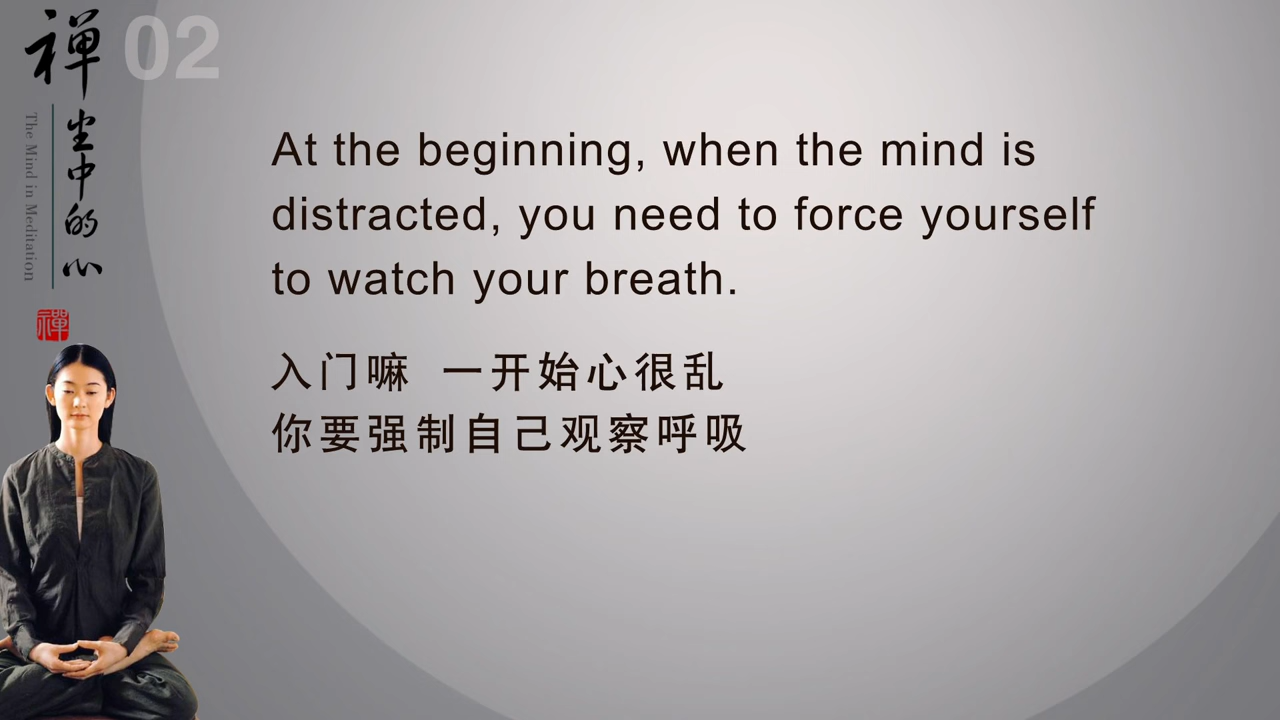 禅
02
坐中的心
The Mind in Meditation
禪
At the beginning, when the mind is
distracted, you need to force yourself
to watch your breath.
入门嘛 一开始心很乱
你要强制自己观察呼吸